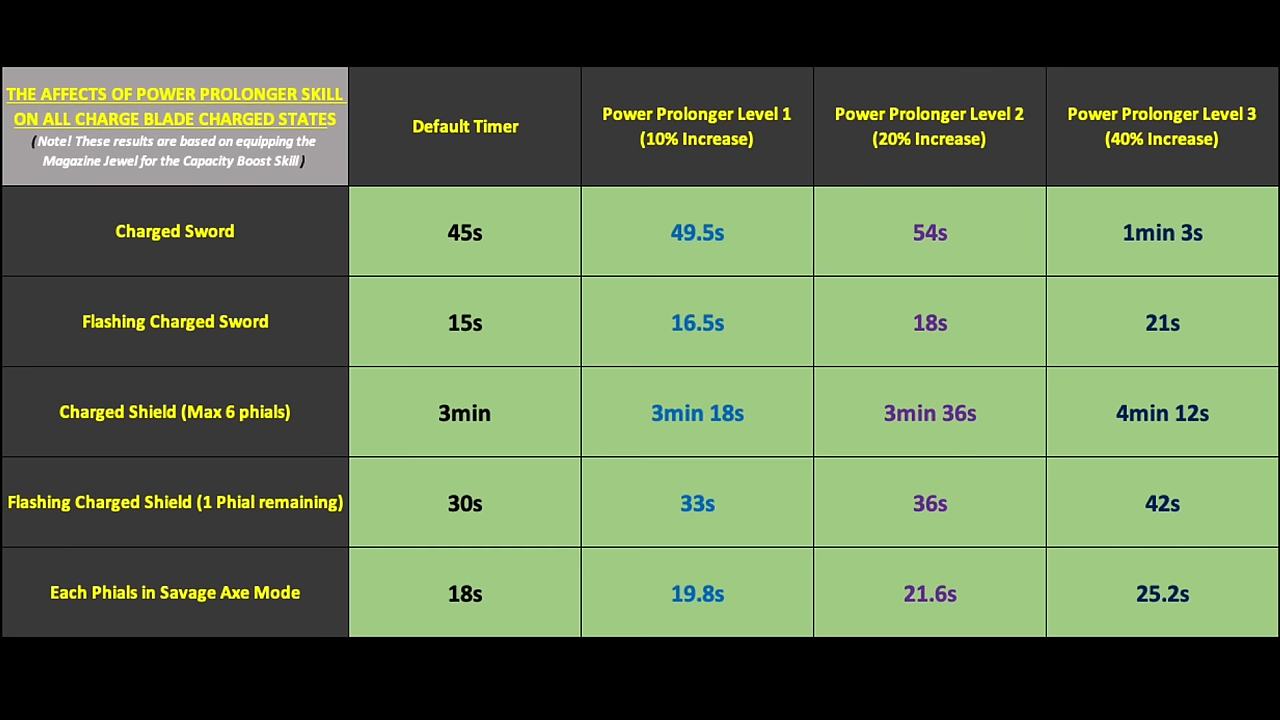 THE AFFECTS OF POWER PROLONGER SKILL
ON ALL CHARGE BLADE CHARGED STATES
(Note! These results are based on equipping the
Magazine Jewel for the Capacity Boost Skill)
Default Timer
Power Prolonger Level 1
(10% Increase)
Power Prolonger Level 2
(20% Increase)
Power Prolonger Level 3
(40% Increase)
Charged Sword
45s
49.5s
54s
1min 3s
Flashing Charged Sword
15s
16.5s
18s
21s
Charged Shield (Max 6 phials)
3min
3min 18s
3min 36s
4min 12s
Flashing Charged Shield (1 Phial remaining)
30s
33s
36s
42s
Each Phials in Savage Axe Mode
18s
19.8s
21.6s
25.2s